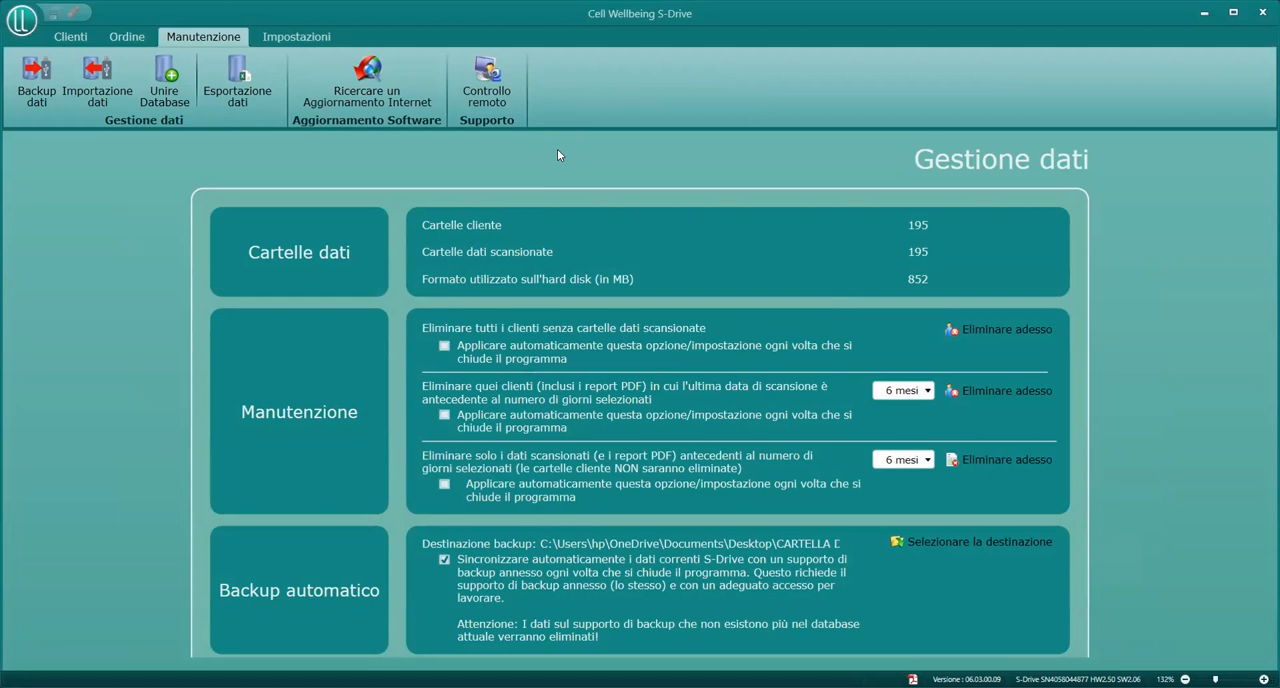 Cell Wellbeing S-Drive
Clienti
Ordine
Manutenzione
Impostazioni
Backup
dati
Importazione
dati
Unire
Database
Esportazione
dati
Ricercare un
Aggiornamento Internet
Controllo
remoto
Gestione dati
Aggiornamento Software
Supporto
Gestione dati
Cartelle dati
Cartelle cliente 195
Cartelle dati scansionate 195
Formato utilizzato sull'hard disk (in MB) 852
Manutenzione
Eliminare tutti i clienti senza cartelle dati scansionate
Eliminare adesso
Applicare automaticamente questa opzione/impostazione ogni volta che si
chiude il programma
Eliminare quei clienti (inclusi i report PDF) in cui l'ultima data di scansione è
antecedente al numero di giorni selezionati
6 mesi
Eliminare adesso
Applicare automaticamente questa opzione/impostazione ogni volta che si
chiude il programma
Eliminare solo i dati scansionati (e i report PDF) antecedenti al numero di
giorni selezionati (le cartelle cliente NON saranno eliminate)
6 mesi
Eliminare adesso
Applicare automaticamente questa opzione/impostazione ogni volta che si
chiude il programma
Backup automatico
Destinazione backup: C:\Users\hp\OneDrive\Documents\Desktop\CARTELLA
Selezionare la destinazione
Sincronizzare automaticamente i dati correnti S-Drive con un supporto di
backup annesso ogni volta che si chiude il programma. Questo richiede il
supporto di backup annesso (lo stesso) e con un adeguato accesso per
lavorare.
Attenzione: I dati sul supporto di backup che non esistono più nel database
attuale verranno eliminati!
Versione : 06.03.00.09
S-Drive SN4058044877 HW2.50 SW2.06
132%